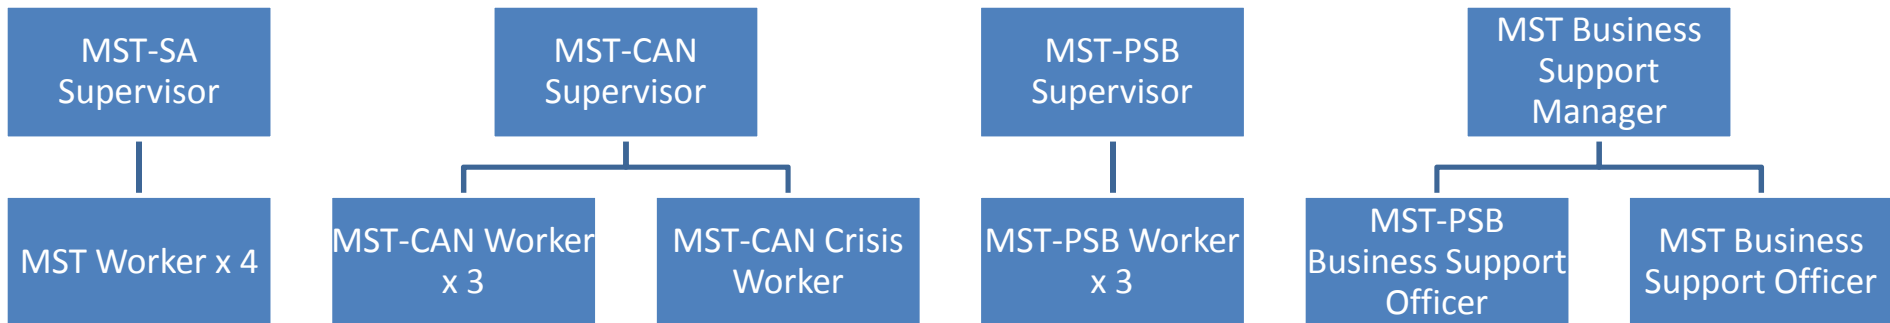 MST-SA
Supervisor
MST-CAN
Supervisor
MST-PSB
Supervisor
MST Business
Support
Manager
MST Worker x 4
MST-CAN Worker
x 3
MST-CAN Crisis
Worker
MST-PSB Worker
x 3
MST-PSB
Business Support
Officer
MST Business
Support Officer